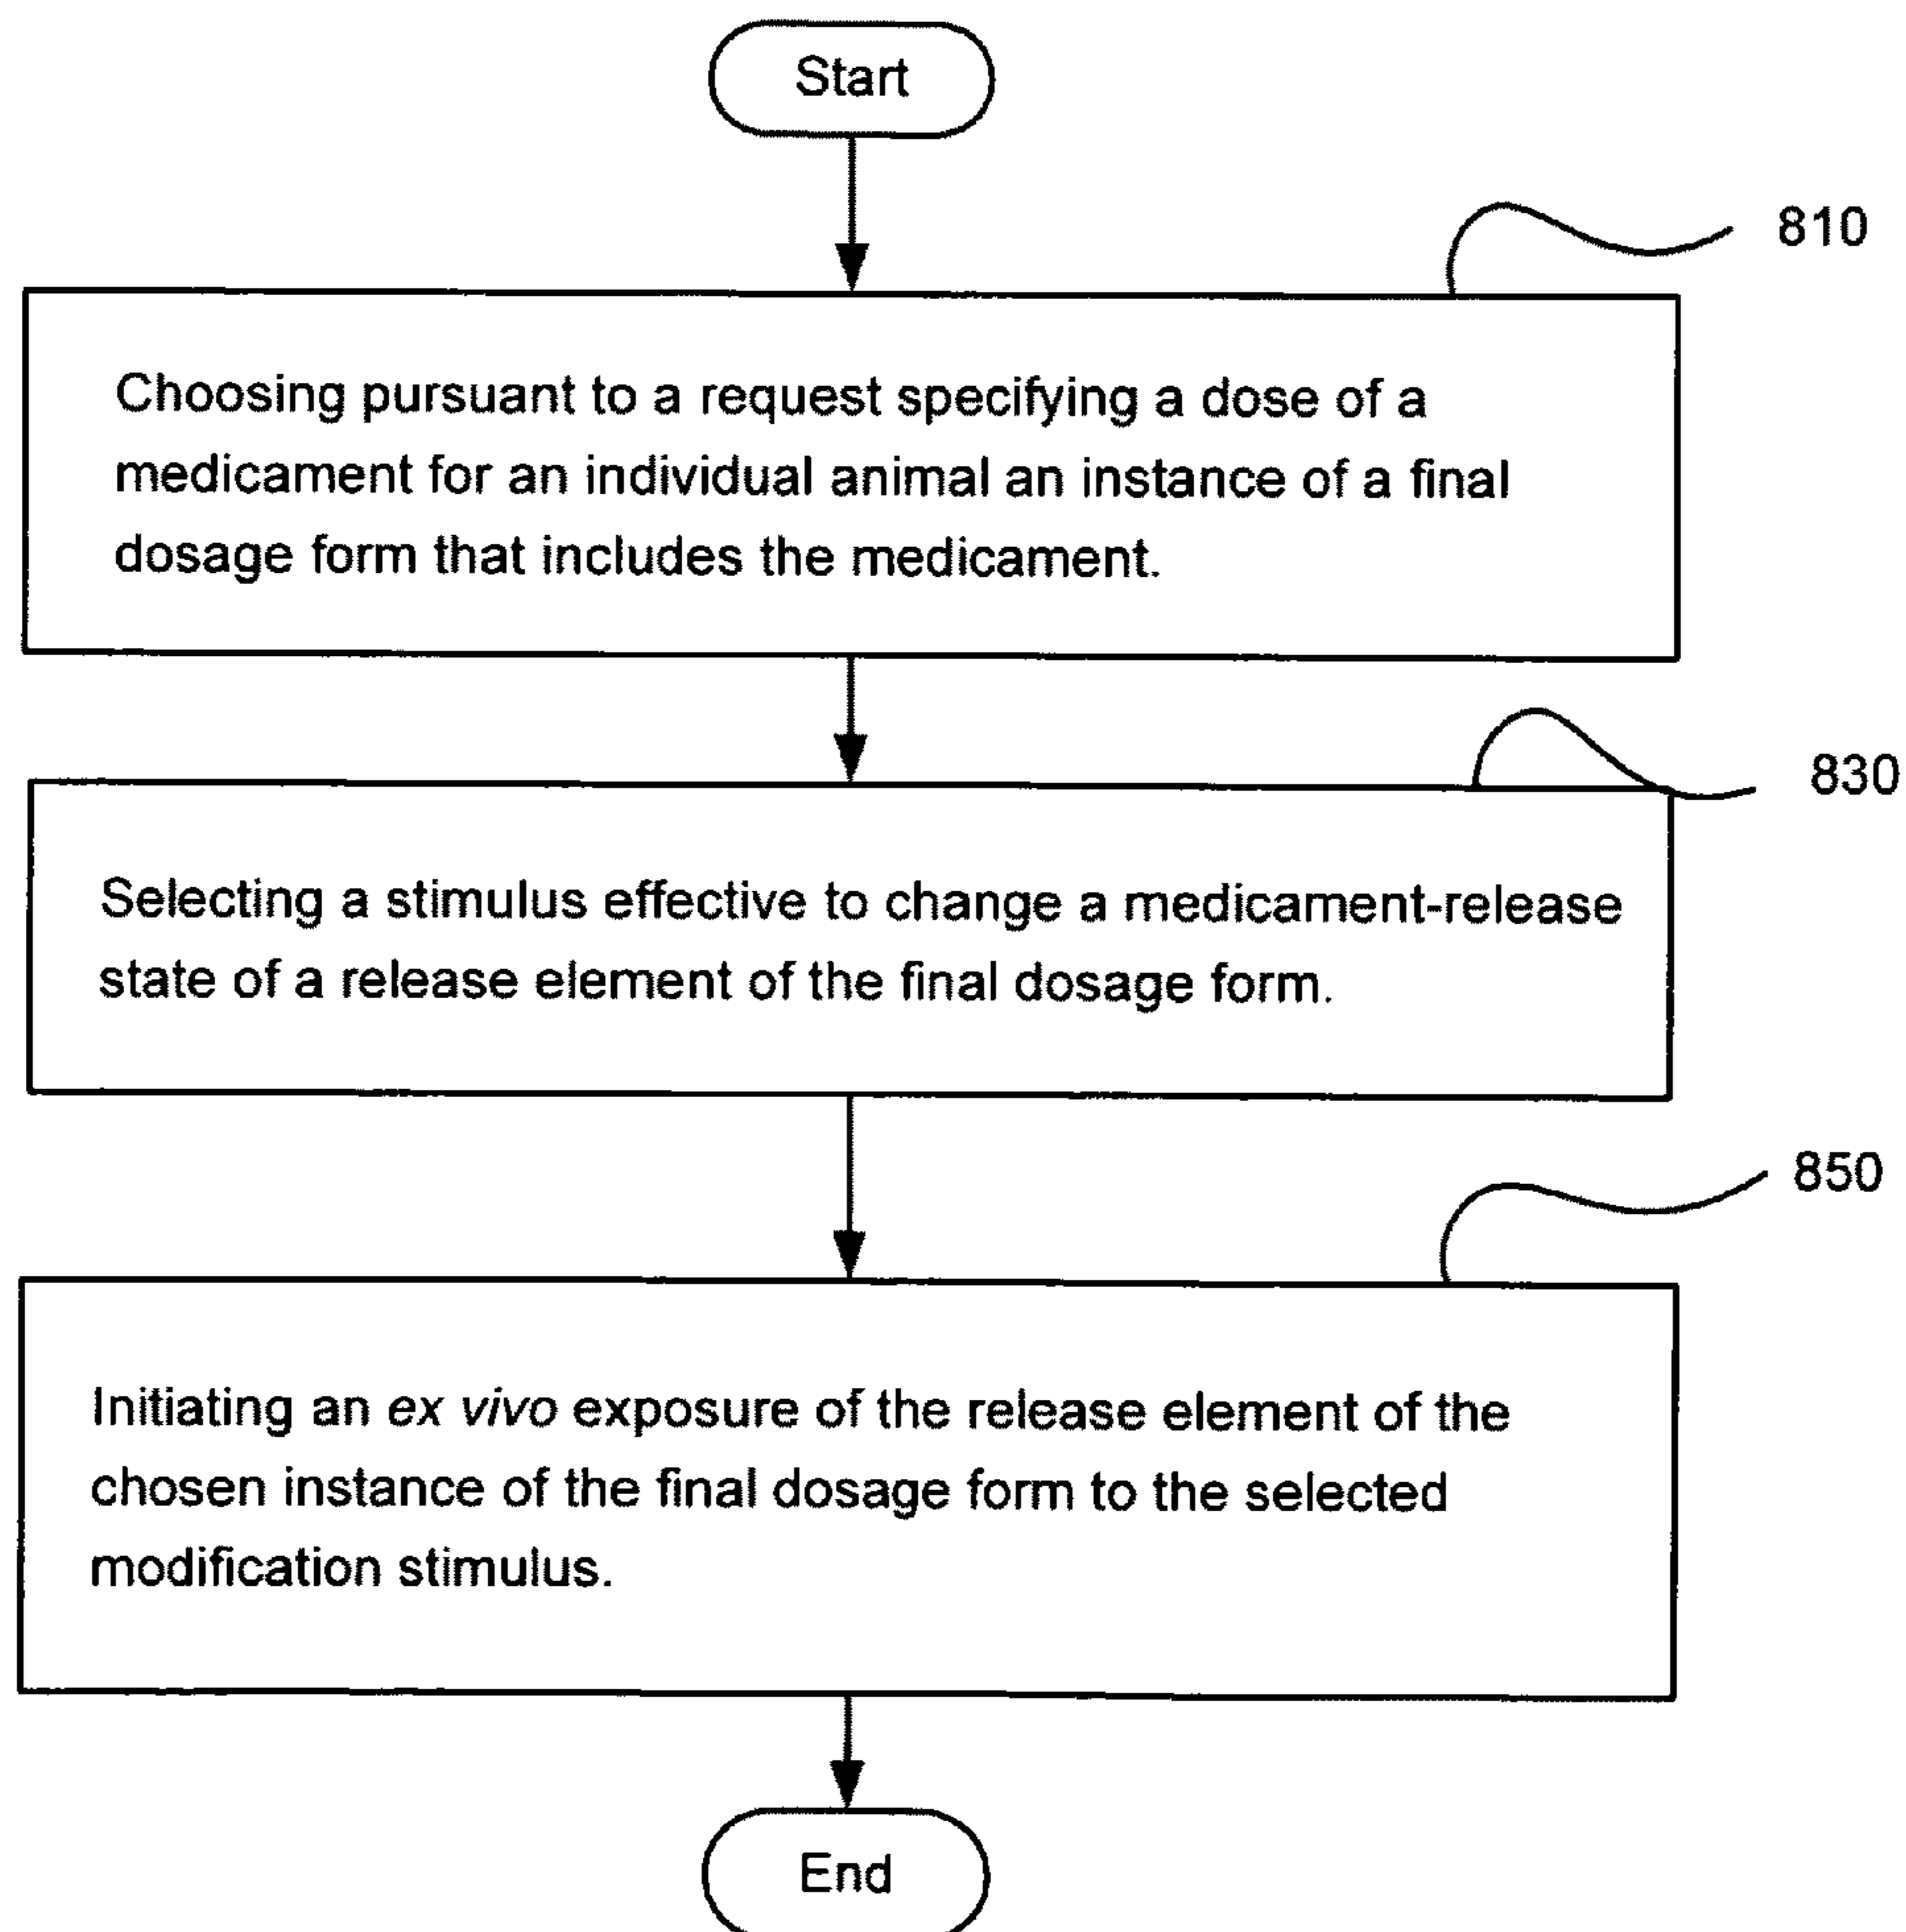 Start
810
Choosing pursuant to a request specifying a dose of a
medicament for an individual animal an instance of a final
dosage form that includes the medicament.
830
Selecting a stimulus effective to change a medicament-release
state of a release element of the final dosage form.
850
Initiating an ex vivo exposure of the release element of the
chosen instance of the final dosage form to the selected
modification stimulus.
End